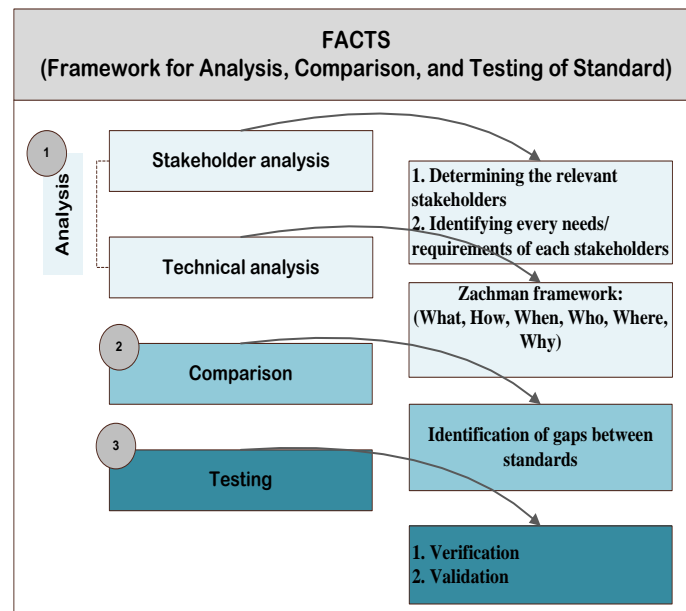 FACTS
(Framework for Analysis, Comparison, and Testing of Standard)
1
Analysis
Stakeholder analysis
1. Determining the relevant
stakeholders
2. Identifying every needs/
requirements of each stakeholders
Technical analysis
Zachman framework:
(What, How, When, Who, Where,
Why)
2
Comparison
Identification of gaps between
standards
3
Testing
1. Verification
2. Validation